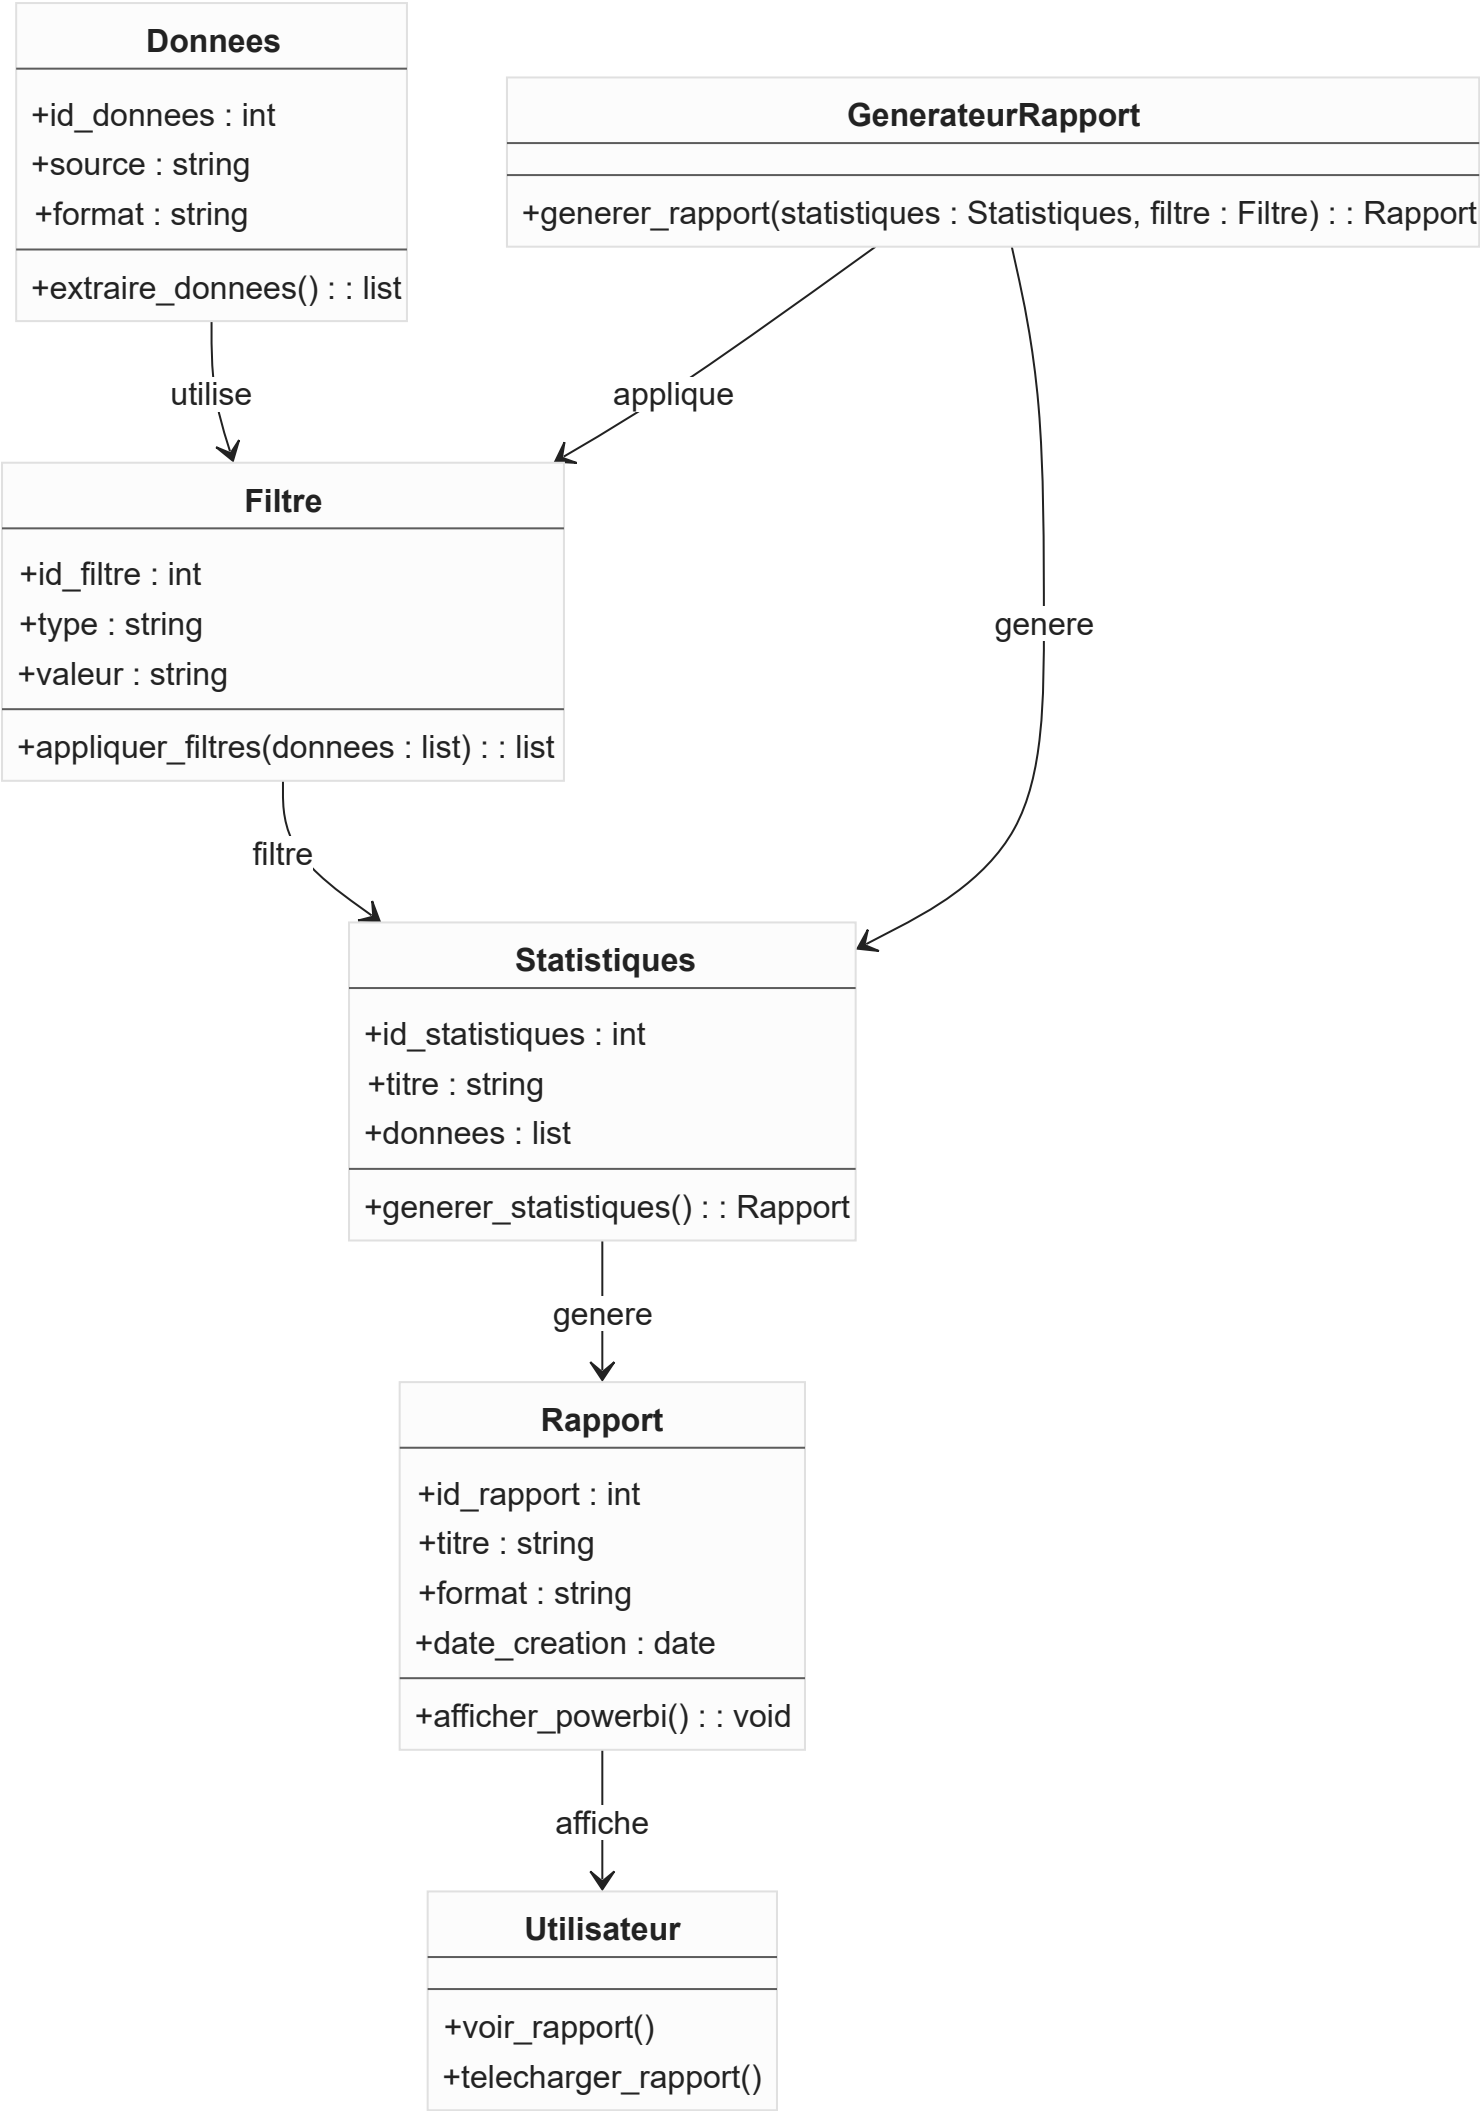 Donnees
+id_donnees : int
+source : string
+format : string
+extraire_donnees() : : list
GenerateurRapport
+generer_rapport(statistiques : Statistiques, filtre : Filtre) : : Rapport
utilise
applique
Filtre
+id_filtre : int
+type : string
+valeur : string
+appliquer_filtres(donnees : list) : : list
genere
filtre
Statistiques
+id_statistiques : int
+titre : string
+donnees : list
+generer_statistiques() : : Rapport
genere
Rapport
+id_rapport : int
+titre : string
+format : string
+date_creation : date
+afficher_powerbi() : : void
affiche
Utilisateur
+voir_rapport()
+telecharger_rapport()